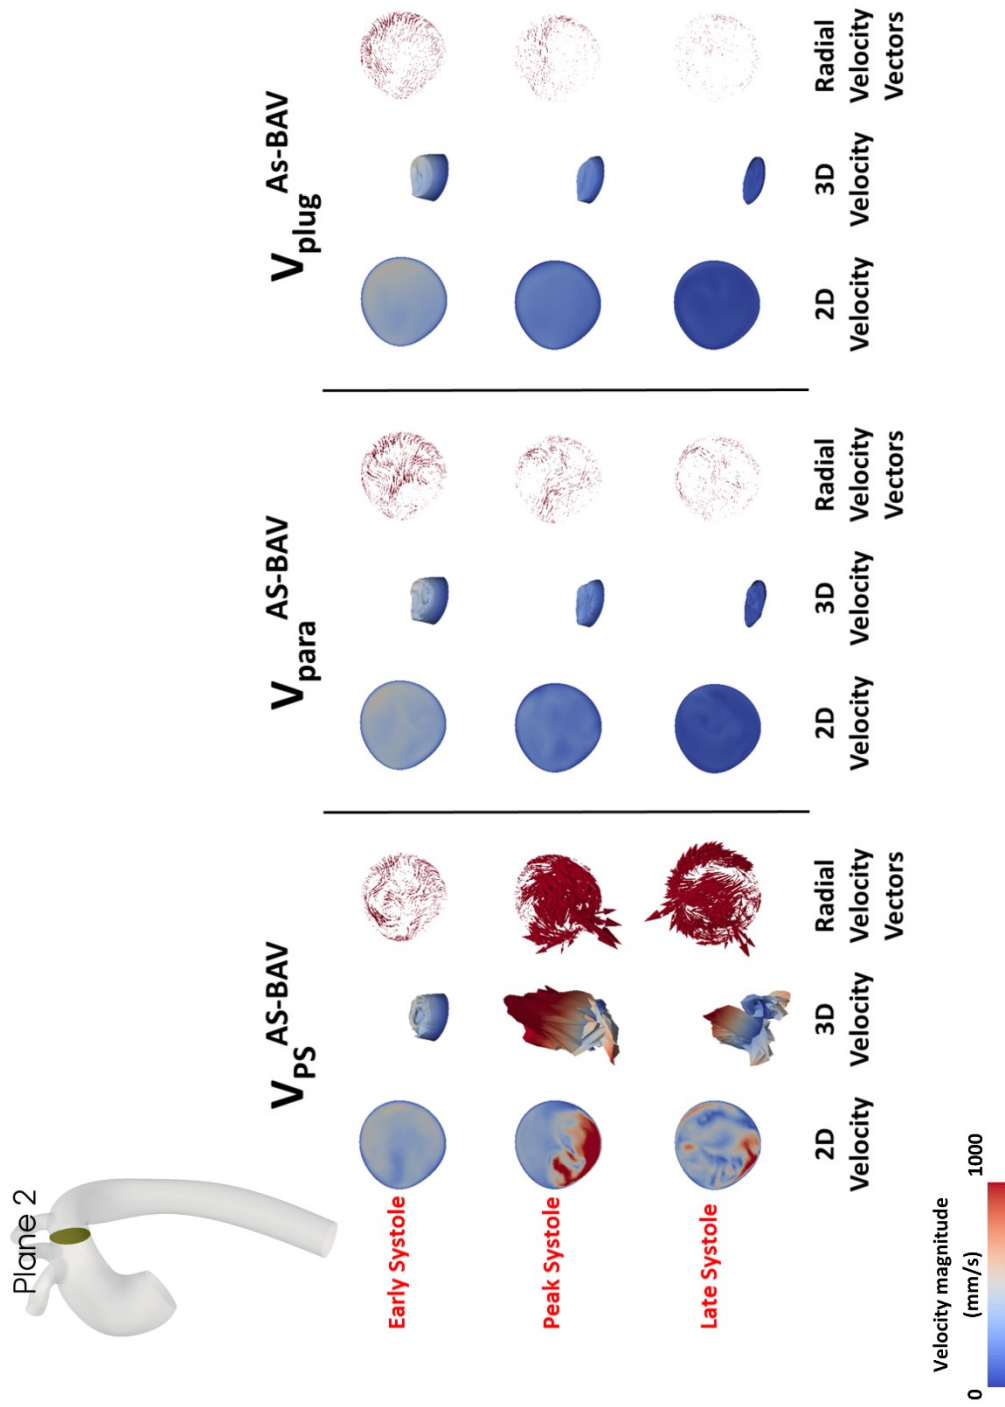 Plane 2
V_PS^AS-BAV
V_para^AS-BAV
V_plug^As-BAV
Early Systole
Peak Systole
Late Systole
2D
Velocity
3D
Velocity
Radial
Velocity
Vectors
2D
Velocity
3D
Velocity
Radial
Velocity
Vectors
2D
Velocity
3D
Velocity
Radial
Velocity
Vectors
Velocity magnitude
(mm/s)
0
1000